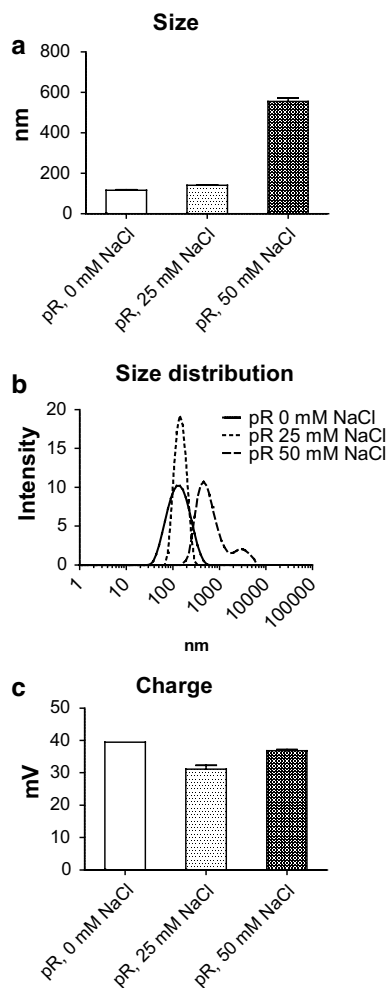 a
Size
800
600
400
200
0
nm
pR, 0 mM NaCl
pR, 25 mM NaCl
pR, 50 mM NaCl
b
Size distribution
20
15
10
5
0
Intensity
pR 0 mM NaCl
pR 25 mM NaCl
pR 50 mM NaCl
1
10
100
1000
10000
100000
nm
c
Charge
50
40
30
20
10
0
mV
pR, 0 mM NaCl
pR, 25 mM NaCl
pR, 50 mM NaCl